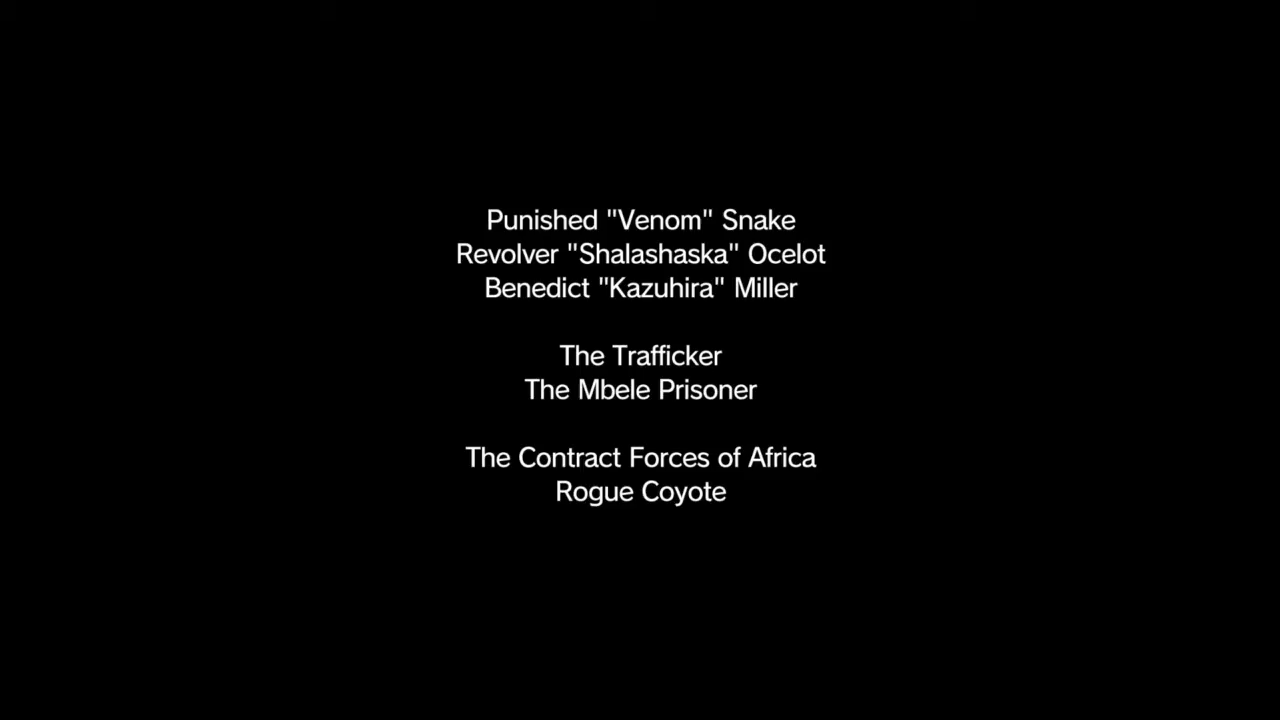 Punished "Venom" Snake
Revolver "Shalashaska" Ocelot
Benedict "Kazuhira" Miller
The Trafficker
The Mbele Prisoner
The Contract Forces of Africa
Rogue Coyote